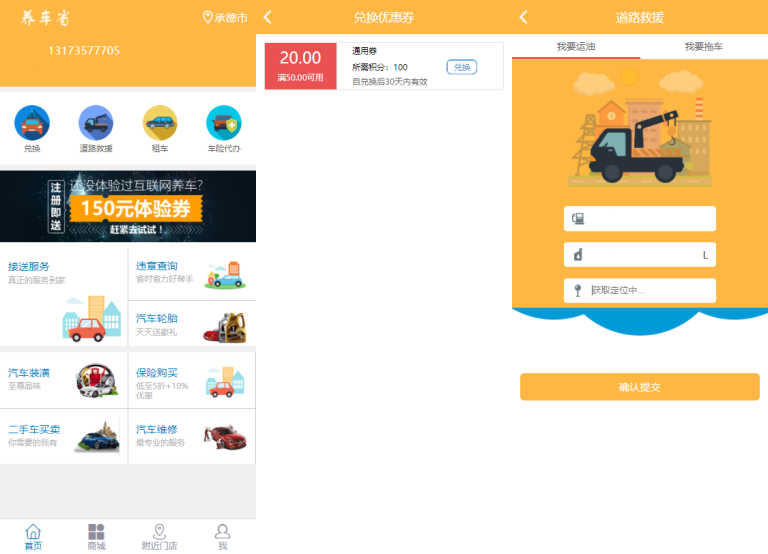 养车省
承德市
13173577705
兑换
道路救援
租车
车险代办
注册即送
还没体验过互联网养车?
150元体验券
赶紧去试试!
接送服务
真正的服务到家
违章查询
省时省力好帮手
汽车轮胎
天天送豪礼
汽车装潢
至尊品味
保险购买
低至5折+10%
优惠
二手车买卖
你需要的我有
汽车维修
最专业的服务
首页
商城
附近门店
我
兑换优惠券
20.00
满50.00可用
通用券
所需积分：100
自兑换后30天内有效
兑换
道路救援
我要运油
我要拖车
L
获取定位中...
确认提交